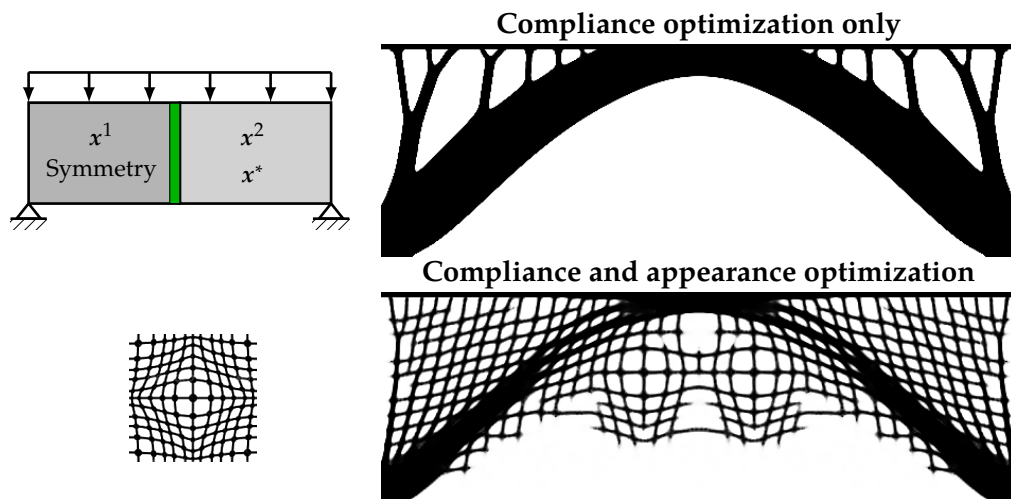 Compliance optimization only
x¹ x²
Symmetry x*
Compliance and appearance optimization